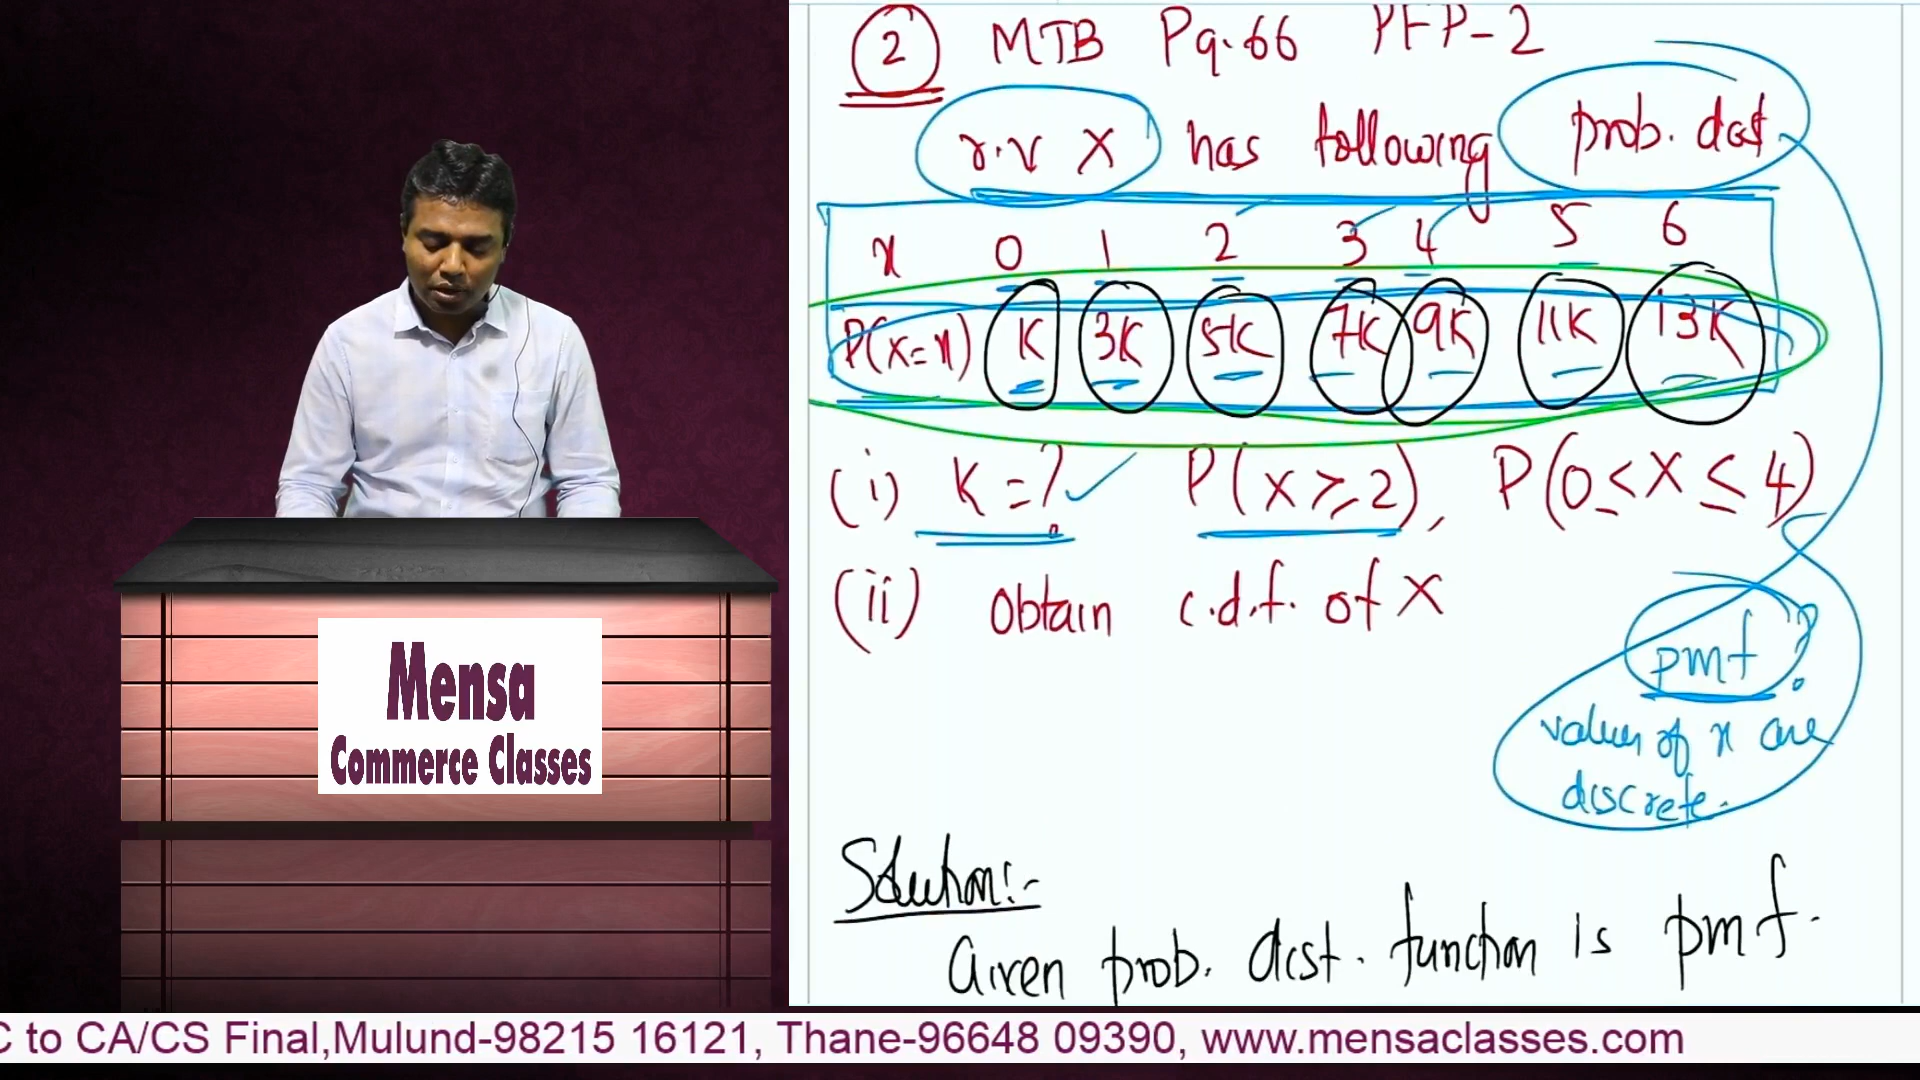 2 MTB Pg.66 PFP-2
r.v X has following prob. dist
x 0 1 2 3 4 5 6
P(X=x) K 3K 5K 7K 9K 11K 13K
(i) K=? P(X≥2), P(0<X≤4)
(ii) Obtain c.d.f. of X
pmf?
values of x are
discrete.
Solution:-
Given prob. dist. function is pmf.
Mensa
Commerce Classes
C to CA/CS Final,Mulund-98215 16121, Thane-96648 09390, www.mensaclasses.com